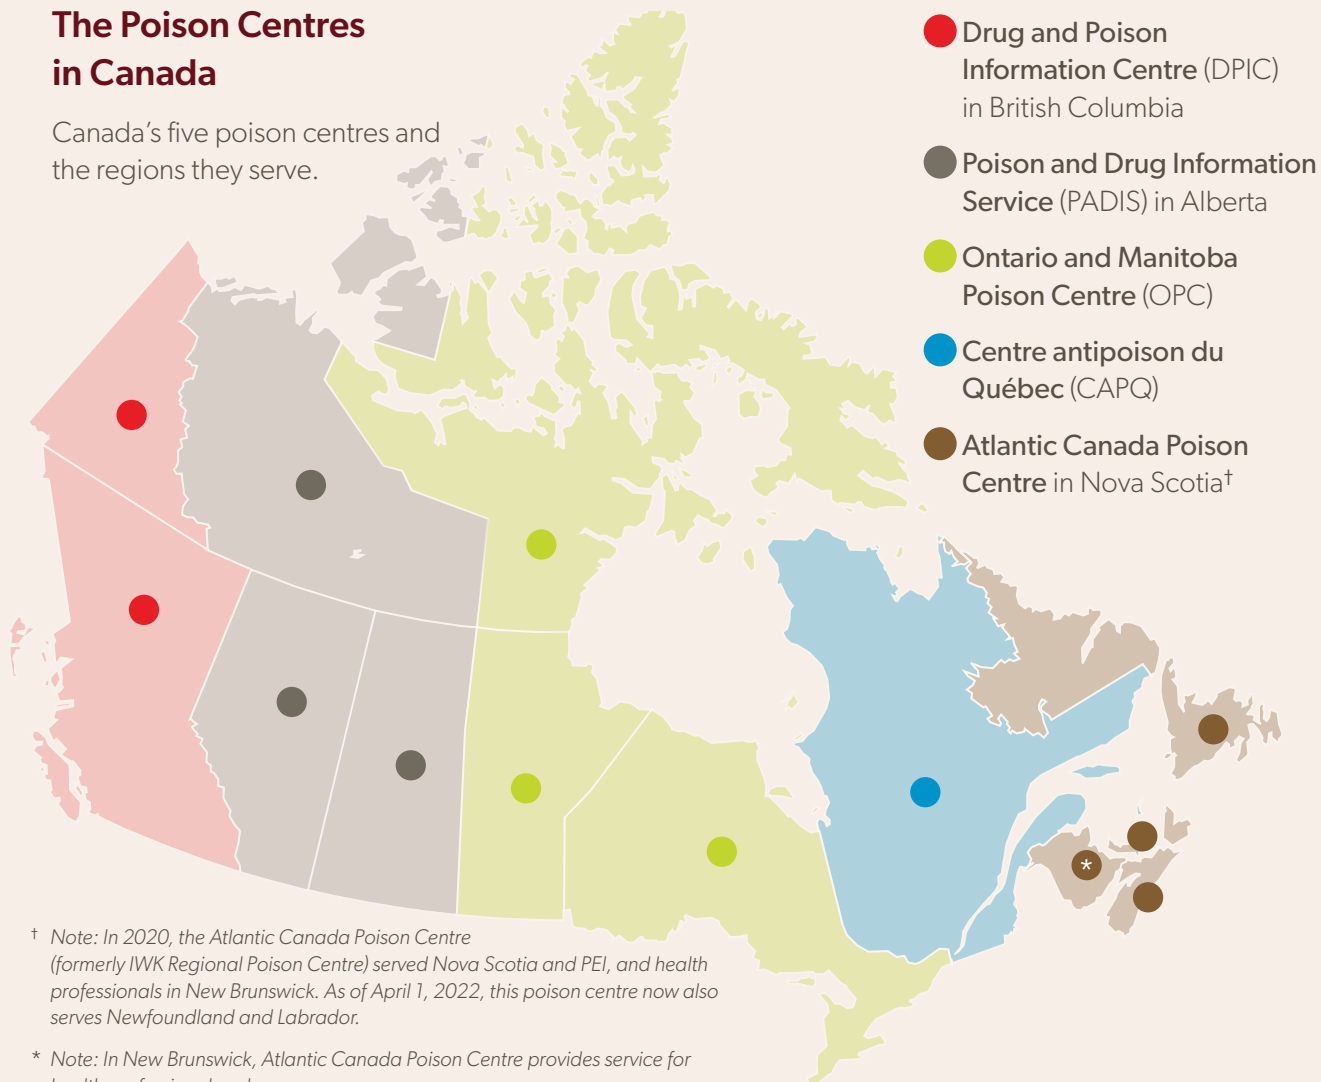 The Poison Centres
in Canada
Canada’s five poison centres and
the regions they serve.
Drug and Poison
Information Centre (DPIC)
in British Columbia
Poison and Drug Information
Service (PADIS) in Alberta
Ontario and Manitoba
Poison Centre (OPC)
Centre antipoison du
Québec (CAPQ)
Atlantic Canada Poison
Centre in Nova Scotia†
*
† Note: In 2020, the Atlantic Canada Poison Centre
(formerly IWK Regional Poison Centre) served Nova Scotia and PEI, and health
professionals in New Brunswick. As of April 1, 2022, this poison centre now also
serves Newfoundland and Labrador.
* Note: In New Brunswick, Atlantic Canada Poison Centre provides service for